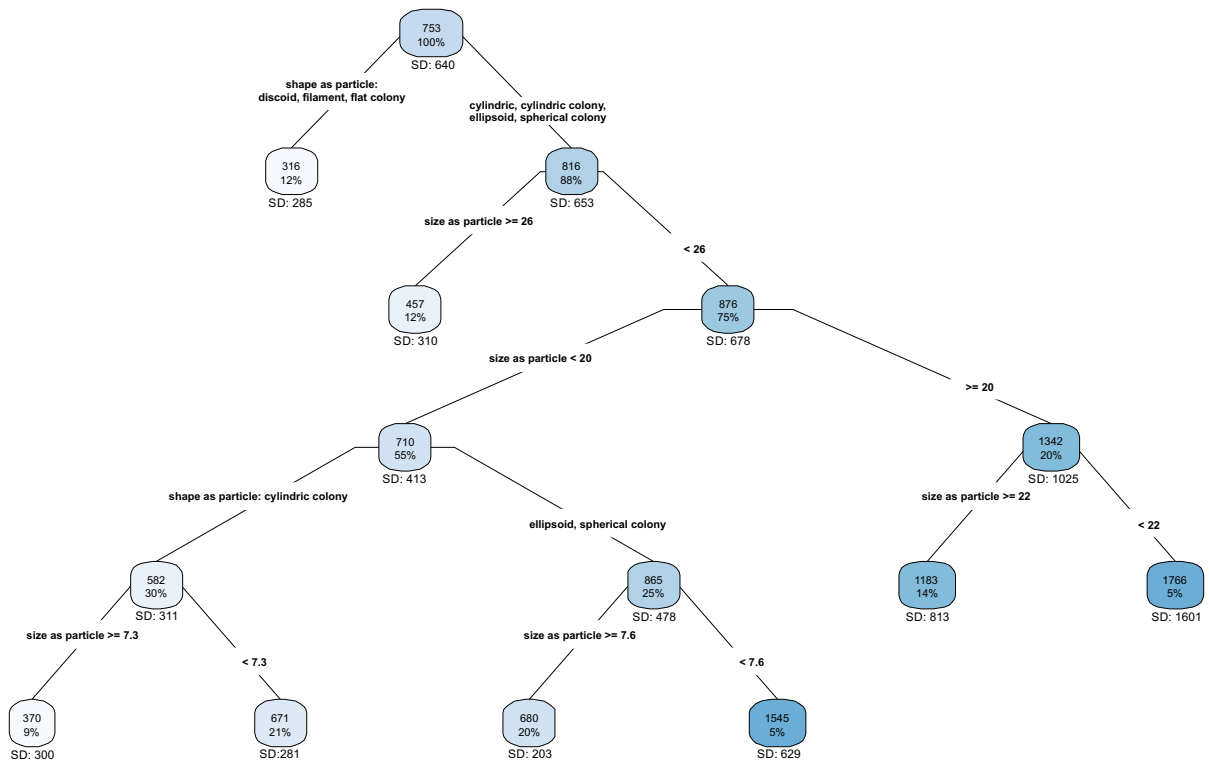 753
100%
SD: 640
shape as particle:
discoid, filament, flat colony
cylindric, cylindric colony,
ellipsoid, spherical colony
316
12%
SD: 285
816
88%
SD: 653
size as particle >= 26
< 26
457
12%
SD: 310
876
75%
SD: 678
size as particle < 20
>= 20
710
55%
SD: 413
1342
20%
SD: 1025
shape as particle: cylindric colony
ellipsoid, spherical colony
size as particle >= 22
< 22
582
30%
SD: 311
865
25%
SD: 478
1183
14%
SD: 813
1766
5%
SD: 1601
size as particle >= 7.3
< 7.3
size as particle >= 7.6
< 7.6
370
9%
SD: 300
671
21%
SD:281
680
20%
SD: 203
1545
5%
SD: 629